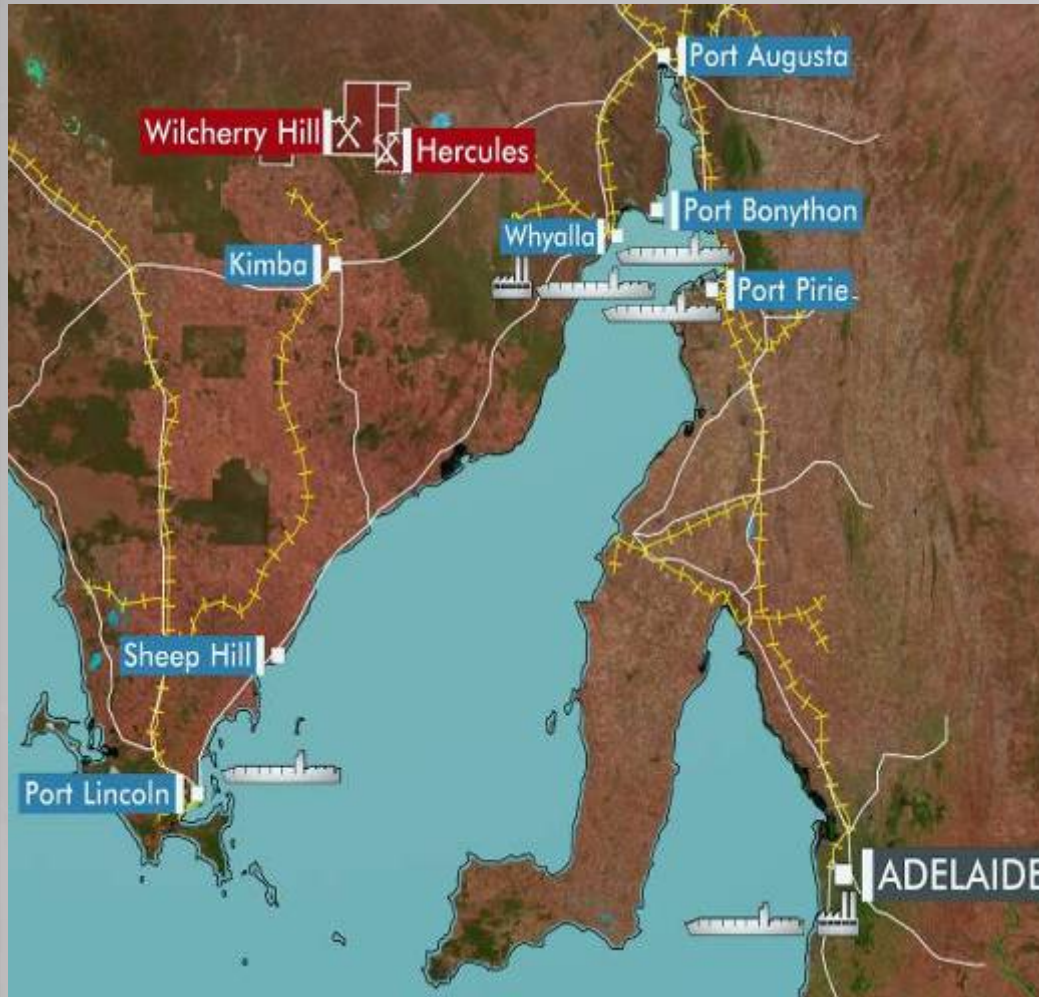 Port Augusta
Wilcherry Hill
Hercules
Port Bonython
Whyalla
Kimba
Port Pirie
Sheep Hill
Port Lincoln
ADELAIDE